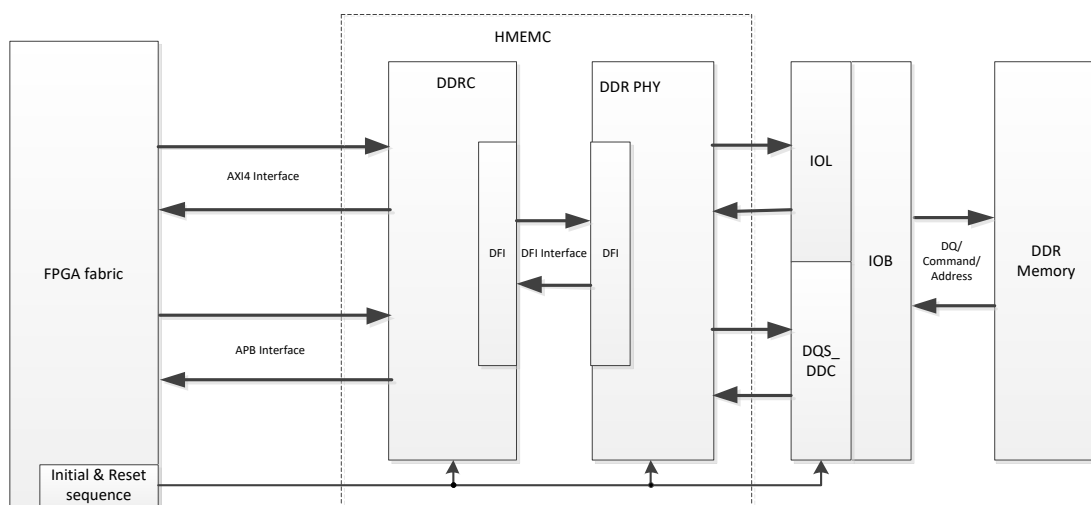 HMEMC
DDRC
DDR PHY
AXI4 Interface
IOL
FPGA fabric
DFI
DFI Interface
DFI
IOB
DQ/
Command/
Address
DDR
Memory
APB Interface
DQS_
DDC
Initial & Reset
sequence